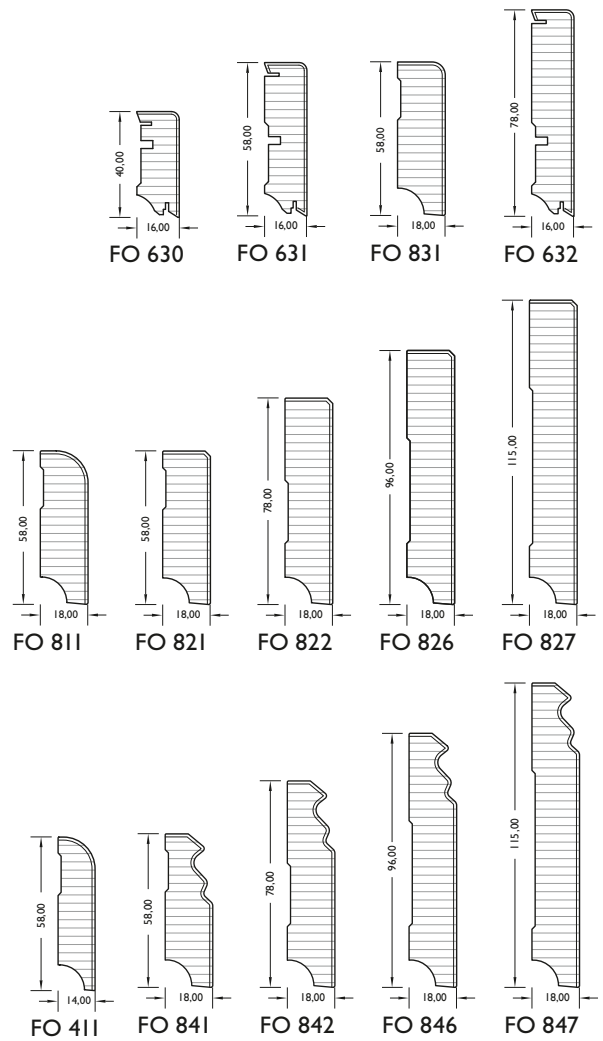 40,00
16,00
FO 630
58,00
16,00
FO 631
58,00
18,00
FO 831
78,00
16,00
FO 632
58,00
18,00
FO 811
58,00
18,00
FO 821
78,00
18,00
FO 822
96,00
18,00
FO 826
115,00
18,00
FO 827
58,00
14,00
FO 411
58,00
18,00
FO 841
78,00
18,00
FO 842
96,00
18,00
FO 846
115,00
18,00
FO 847